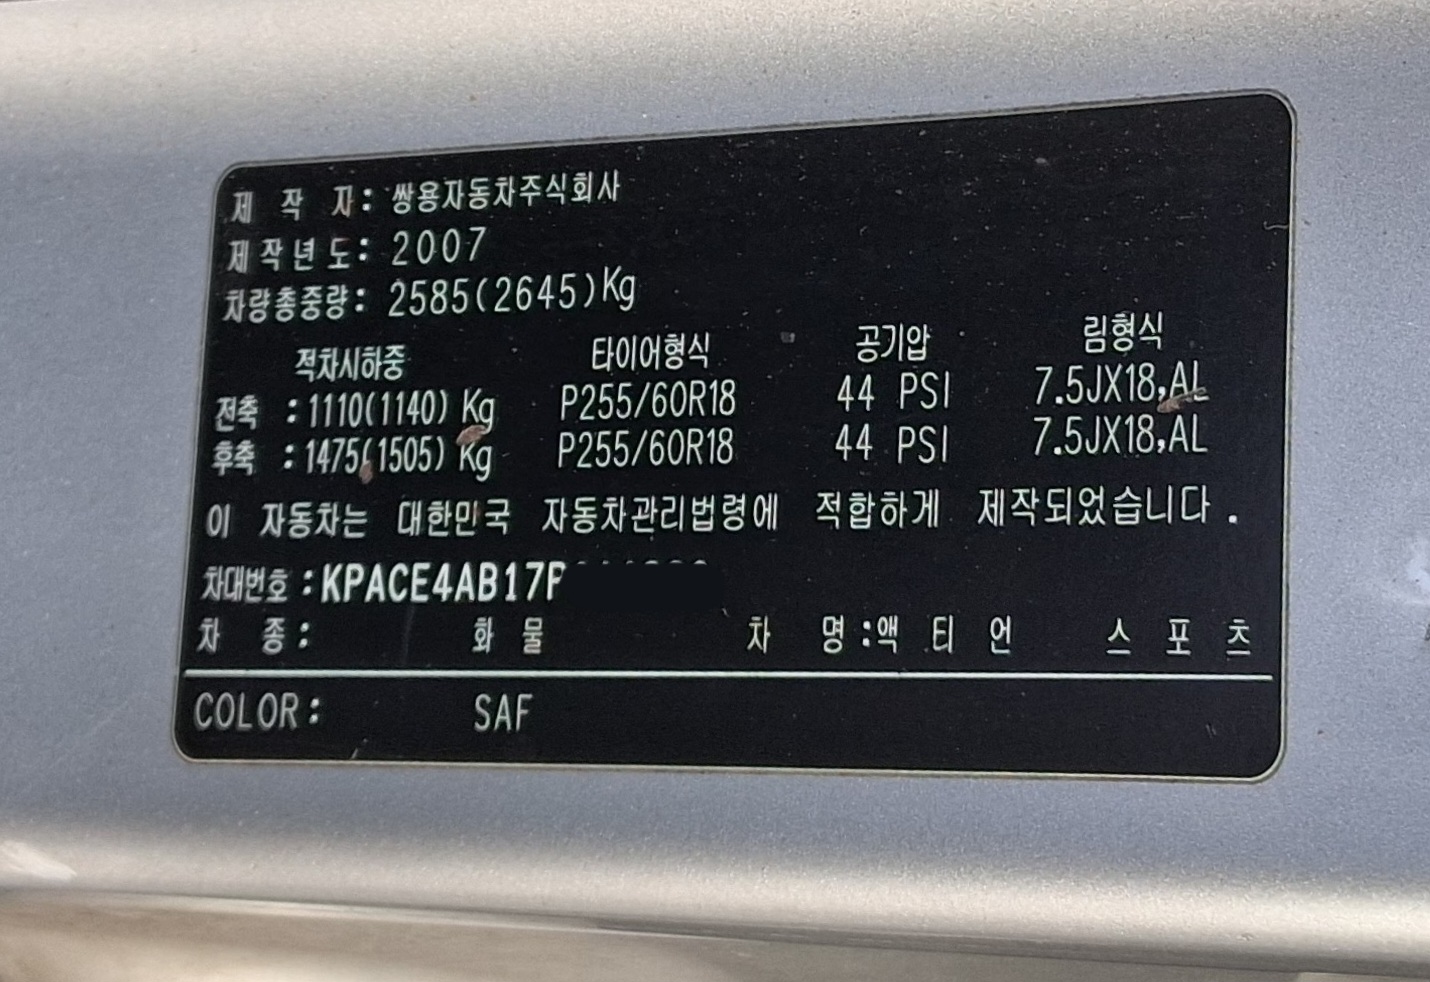 제 작 자: 쌍용자동차주식회사
제작년도: 2007
차량총중량: 2585(2645)Kg
적차시하중 타이어형식 공기압 림형식
전축 : 1110(1140) Kg P255/60R18 44 PSI 7.5JX18,AL
후축 : 1475(1505) Kg P255/60R18 44 PSI 7.5JX18,AL
이 자동차는 대한민국 자동차관리법령에 적합하게 제작되었습니다.
차대번호:KPACE4AB17P
차 종: 화 물 차 명:액 티 언 스 포 츠
COLOR: SAF